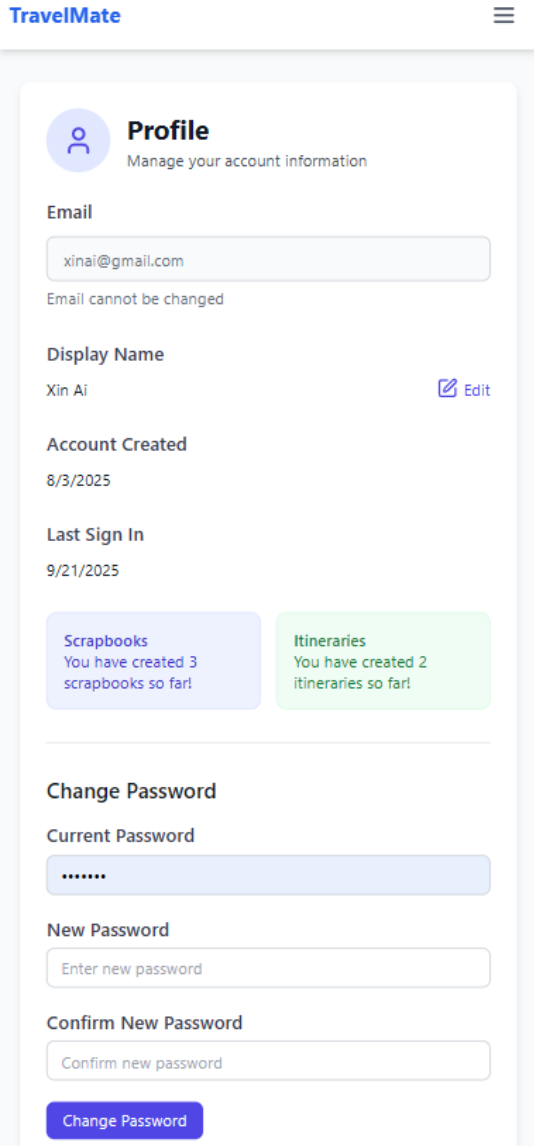 TravelMate
Profile
Manage your account information
Email
xinai@gmail.com
Email cannot be changed
Display Name
Xin Ai
Edit
Account Created
8/3/2025
Last Sign In
9/21/2025
Scrapbooks
You have created 3
scrapbooks so far!
Itineraries
You have created 2
itineraries so far!
Change Password
Current Password
•••••••
New Password
Enter new password
Confirm New Password
Confirm new password
Change Password